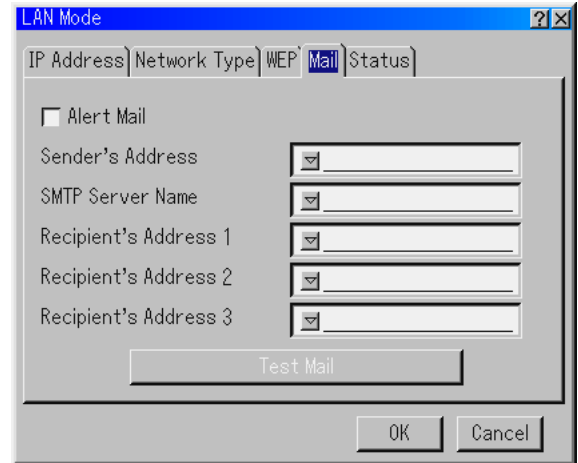 LAN Mode ? X
IP Address Network Type WEP Mail Status
Alert Mail
Sender's Address
SMTP Server Name
Recipient's Address 1
Recipient's Address 2
Recipient's Address 3
Test Mail
OK Cancel